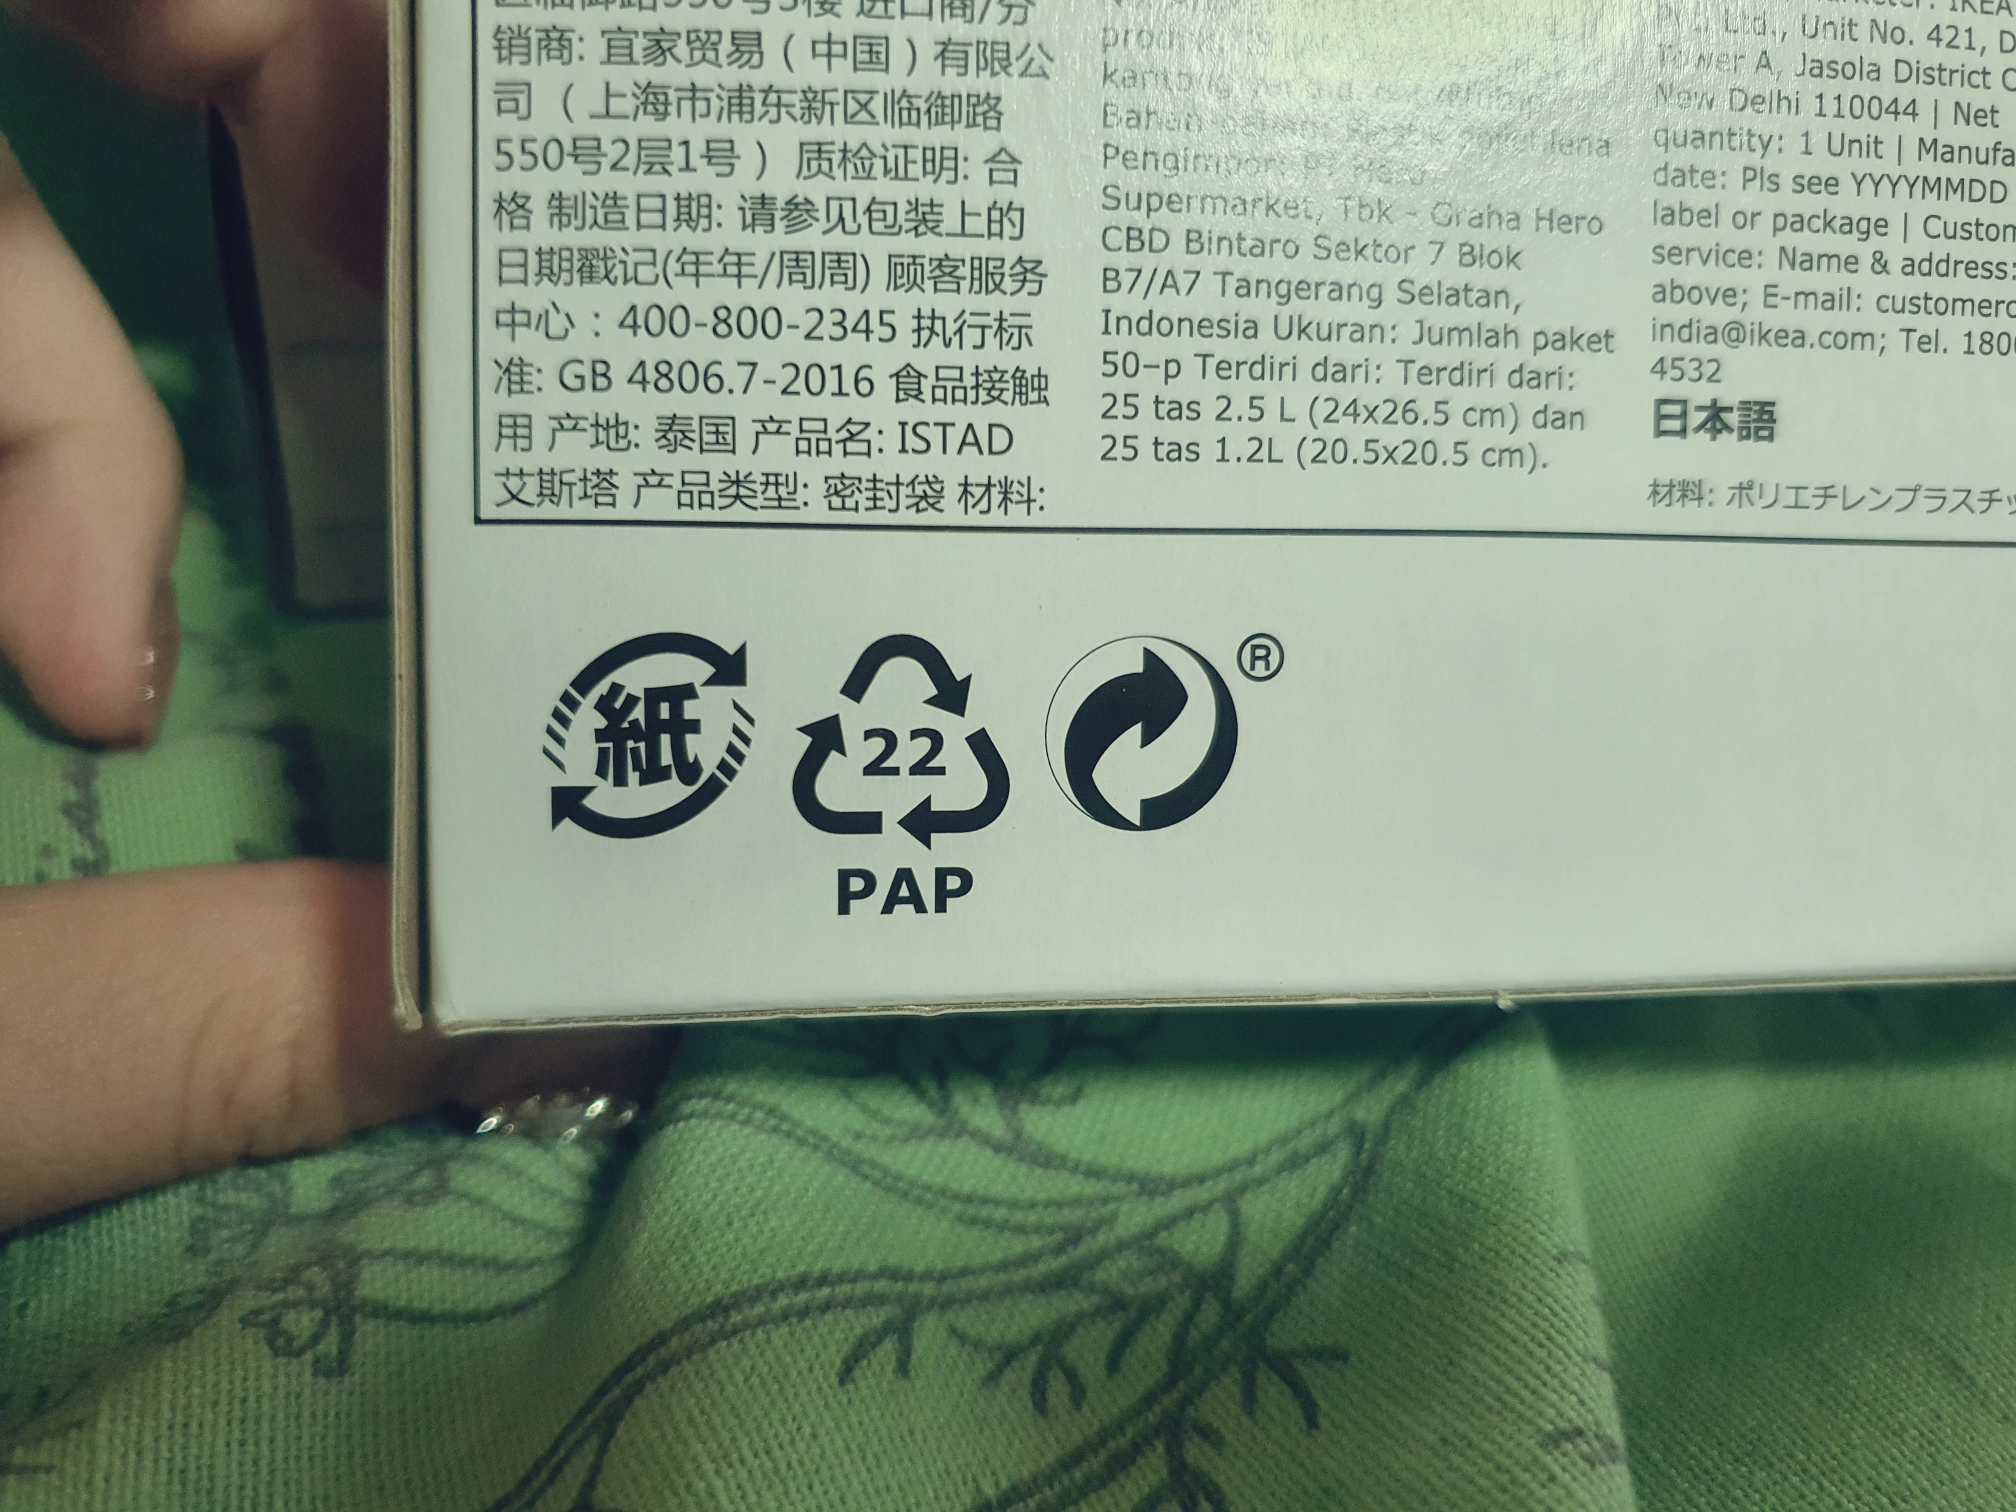 销商: 宜家贸易（中国）有限公
司（上海市浦东新区临御路
550号2层1号） 质检证明: 合
格 制造日期: 请参见包装上的
日期戳记(年年/周周) 顾客服务
中心：400-800-2345 执行标
准: GB 4806.7-2016 食品接触
用 产地: 泰国 产品名: ISTAD
艾斯塔 产品类型: 密封袋 材料:
Supermarket, Tbk - Graha Hero
CBD Bintaro Sektor 7 Blok
B7/A7 Tangerang Selatan,
Indonesia Ukuran: Jumlah paket
50-p Terdiri dari: Terdiri dari:
25 tas 2.5 L (24x26.5 cm) dan
25 tas 1.2L (20.5x20.5 cm).
IKEA
Ltd., Unit No. 421, D
Tower A, Jasola District C
New Delhi 110044 | Net
quantity: 1 Unit | Manufa
date: Pls see YYYYMMDD
label or package | Custom
service: Name & address:
above; E-mail: customerc
india@ikea.com; Tel. 180
4532
日本語
材料: ポリエチレンプラスチッ
紙
22
PAP
®